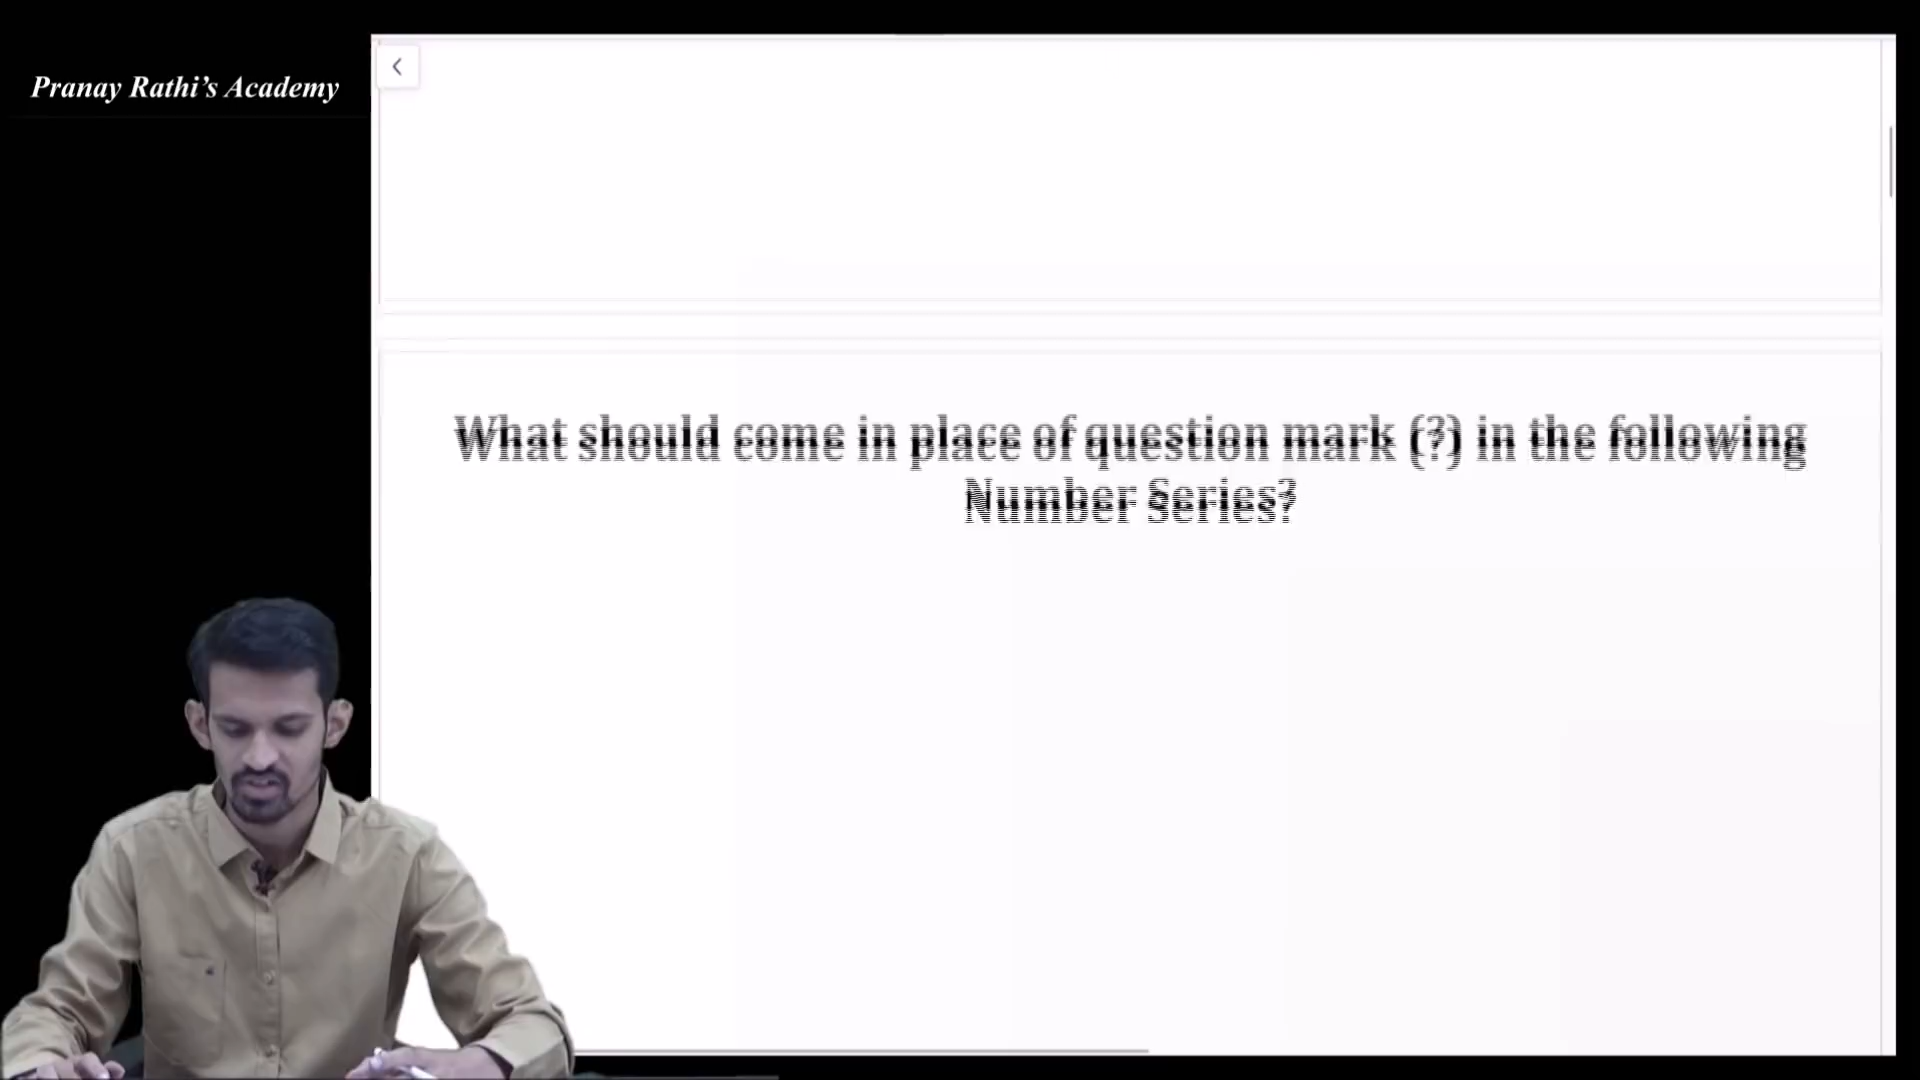 Pranay Rathi’s Academy
What should come in place of question mark (?) in the following
Number Series?